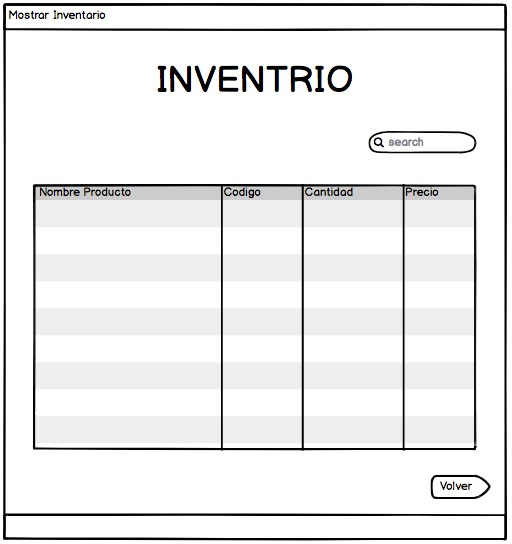 Mostrar Inventario
INVENTRIO
search
Nombre Producto Codigo Cantidad Precio
Volver